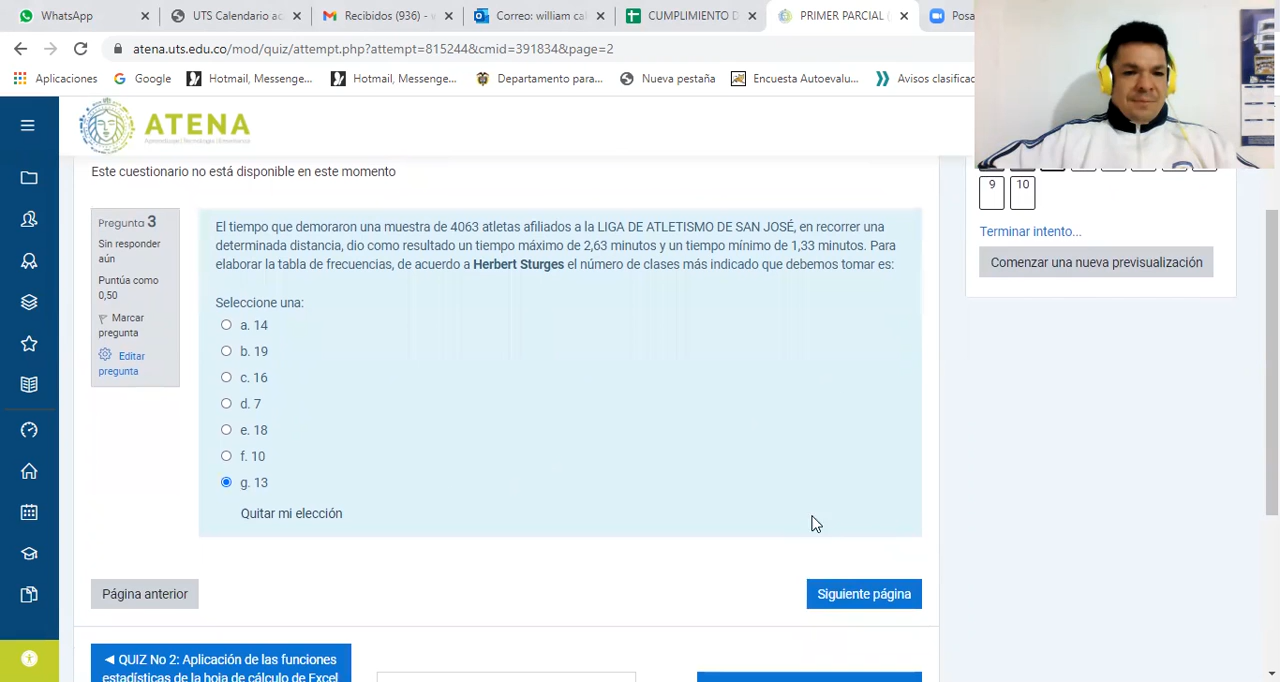 WhatsApp
UTS Calendario ac
Recibidos (936) -
Correo: william ca
CUMPLIMIENTO D
PRIMER PARCIAL (
Posa
atena.uts.edu.co/mod/quiz/attempt.php?attempt=815244&cmid=391834&page=2
Aplicaciones
Google
Hotmail, Messenge...
Hotmail, Messenge...
Departamento para...
Nueva pestaña
Encuesta Autoevalu...
Avisos clasificad
ATENA
Este cuestionario no está disponible en este momento
Pregunta 3
Sin responder
aún
Puntúa como
0,50
Marcar
pregunta
Editar
pregunta
El tiempo que demoraron una muestra de 4063 atletas afiliados a la LIGA DE ATLETISMO DE SAN JOSÉ, en recorrer una
determinada distancia, dio como resultado un tiempo máximo de 2,63 minutos y un tiempo mínimo de 1,33 minutos. Para
elaborar la tabla de frecuencias, de acuerdo a Herbert Sturges el número de clases más indicado que debemos tomar es:
Seleccione una:
a. 14
b. 19
c. 16
d. 7
e. 18
f. 10
g. 13
Quitar mi elección
9 10
Terminar intento...
Comenzar una nueva previsualización
Página anterior
Siguiente página
◄ QUIZ No 2: Aplicación de las funciones
estadísticas de la hoja de cálculo de Excel